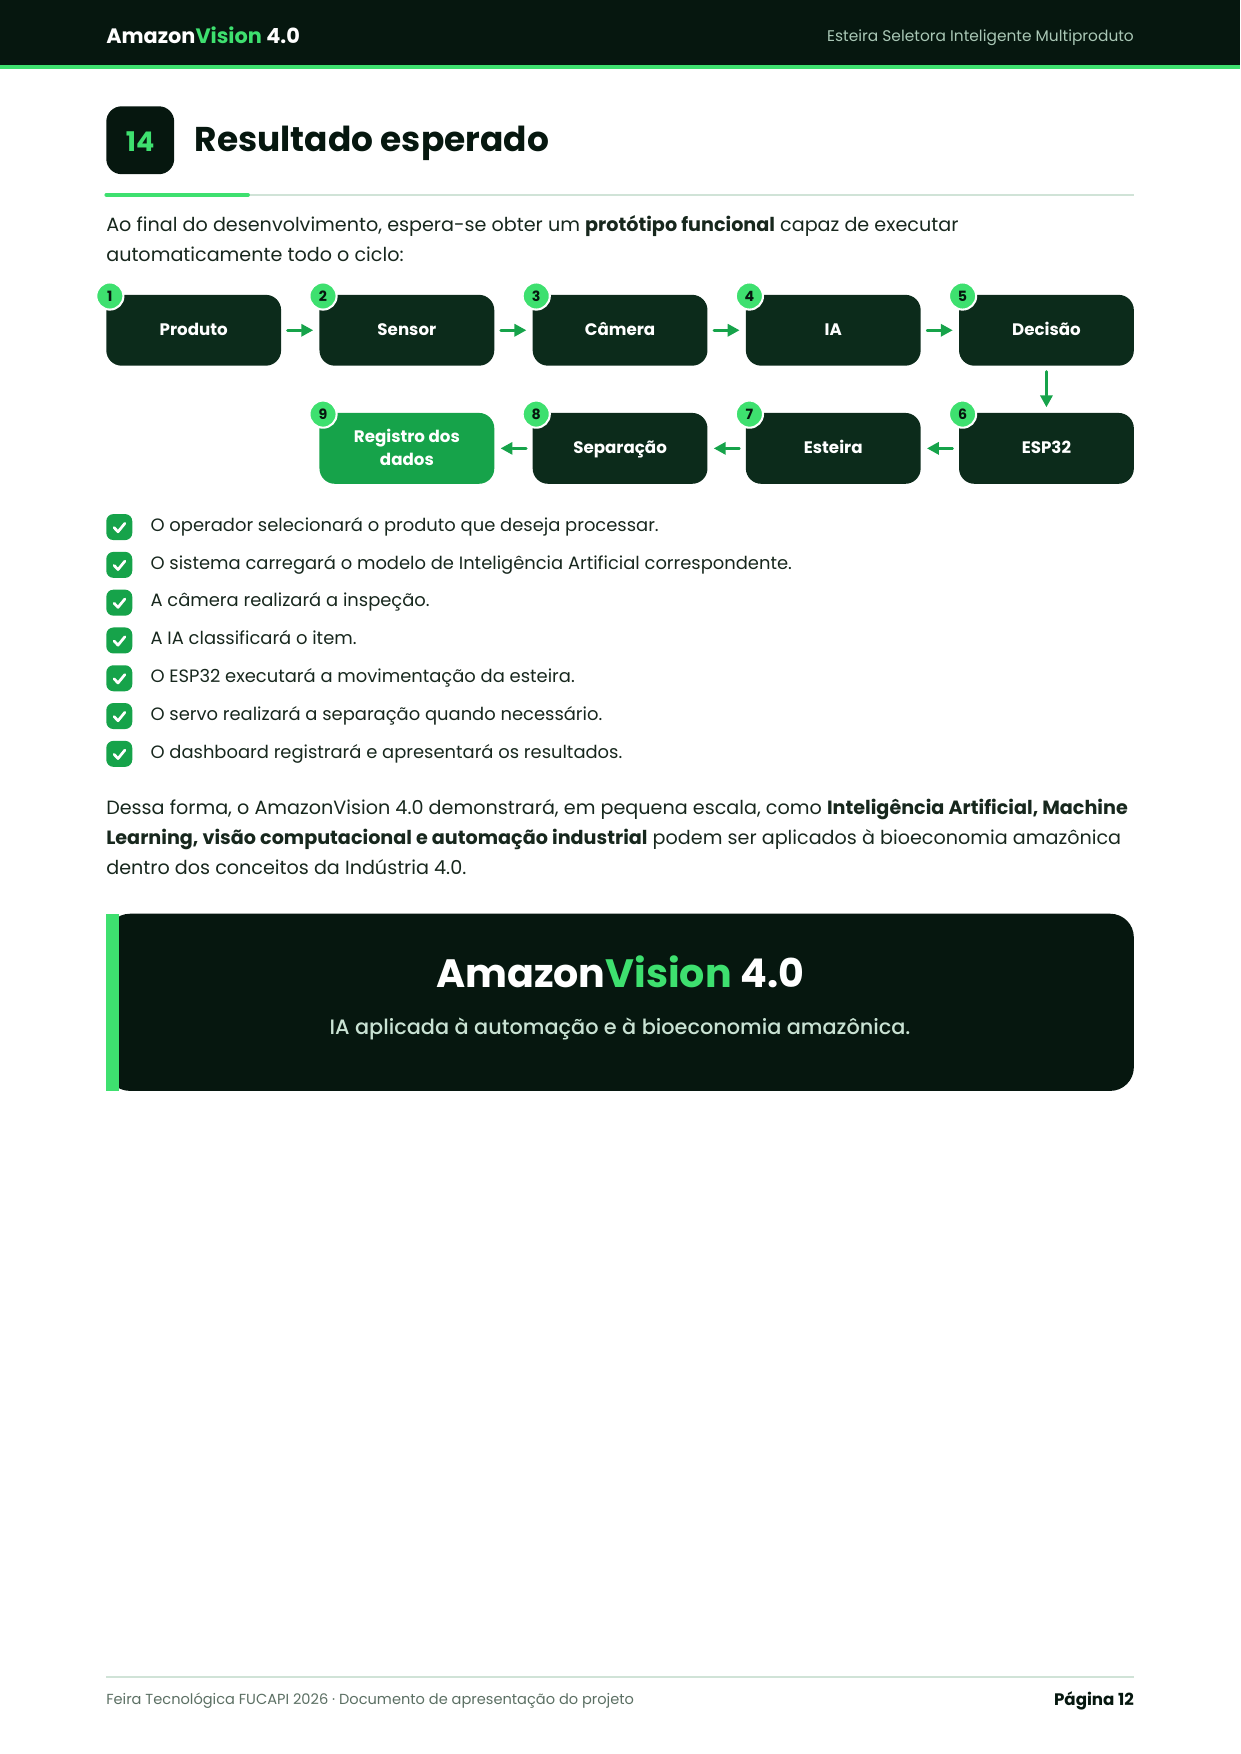 AmazonVision 4.0
Esteira Seletora Inteligente Multiproduto
14
Resultado esperado
Ao final do desenvolvimento, espera-se obter um protótipo funcional capaz de executar
automaticamente todo o ciclo:
1
Produto
2
Sensor
3
Câmera
4
IA
5
Decisão
6
ESP32
7
Esteira
8
Separação
9
Registro dos
dados
O operador selecionará o produto que deseja processar.
O sistema carregará o modelo de Inteligência Artificial correspondente.
A câmera realizará a inspeção.
A IA classificará o item.
O ESP32 executará a movimentação da esteira.
O servo realizará a separação quando necessário.
O dashboard registrará e apresentará os resultados.
Dessa forma, o AmazonVision 4.0 demonstrará, em pequena escala, como Inteligência Artificial, Machine
Learning, visão computacional e automação industrial podem ser aplicados à bioeconomia amazônica
dentro dos conceitos da Indústria 4.0.
AmazonVision 4.0
IA aplicada à automação e à bioeconomia amazônica.
Feira Tecnológica FUCAPI 2026 · Documento de apresentação do projeto
Página 12